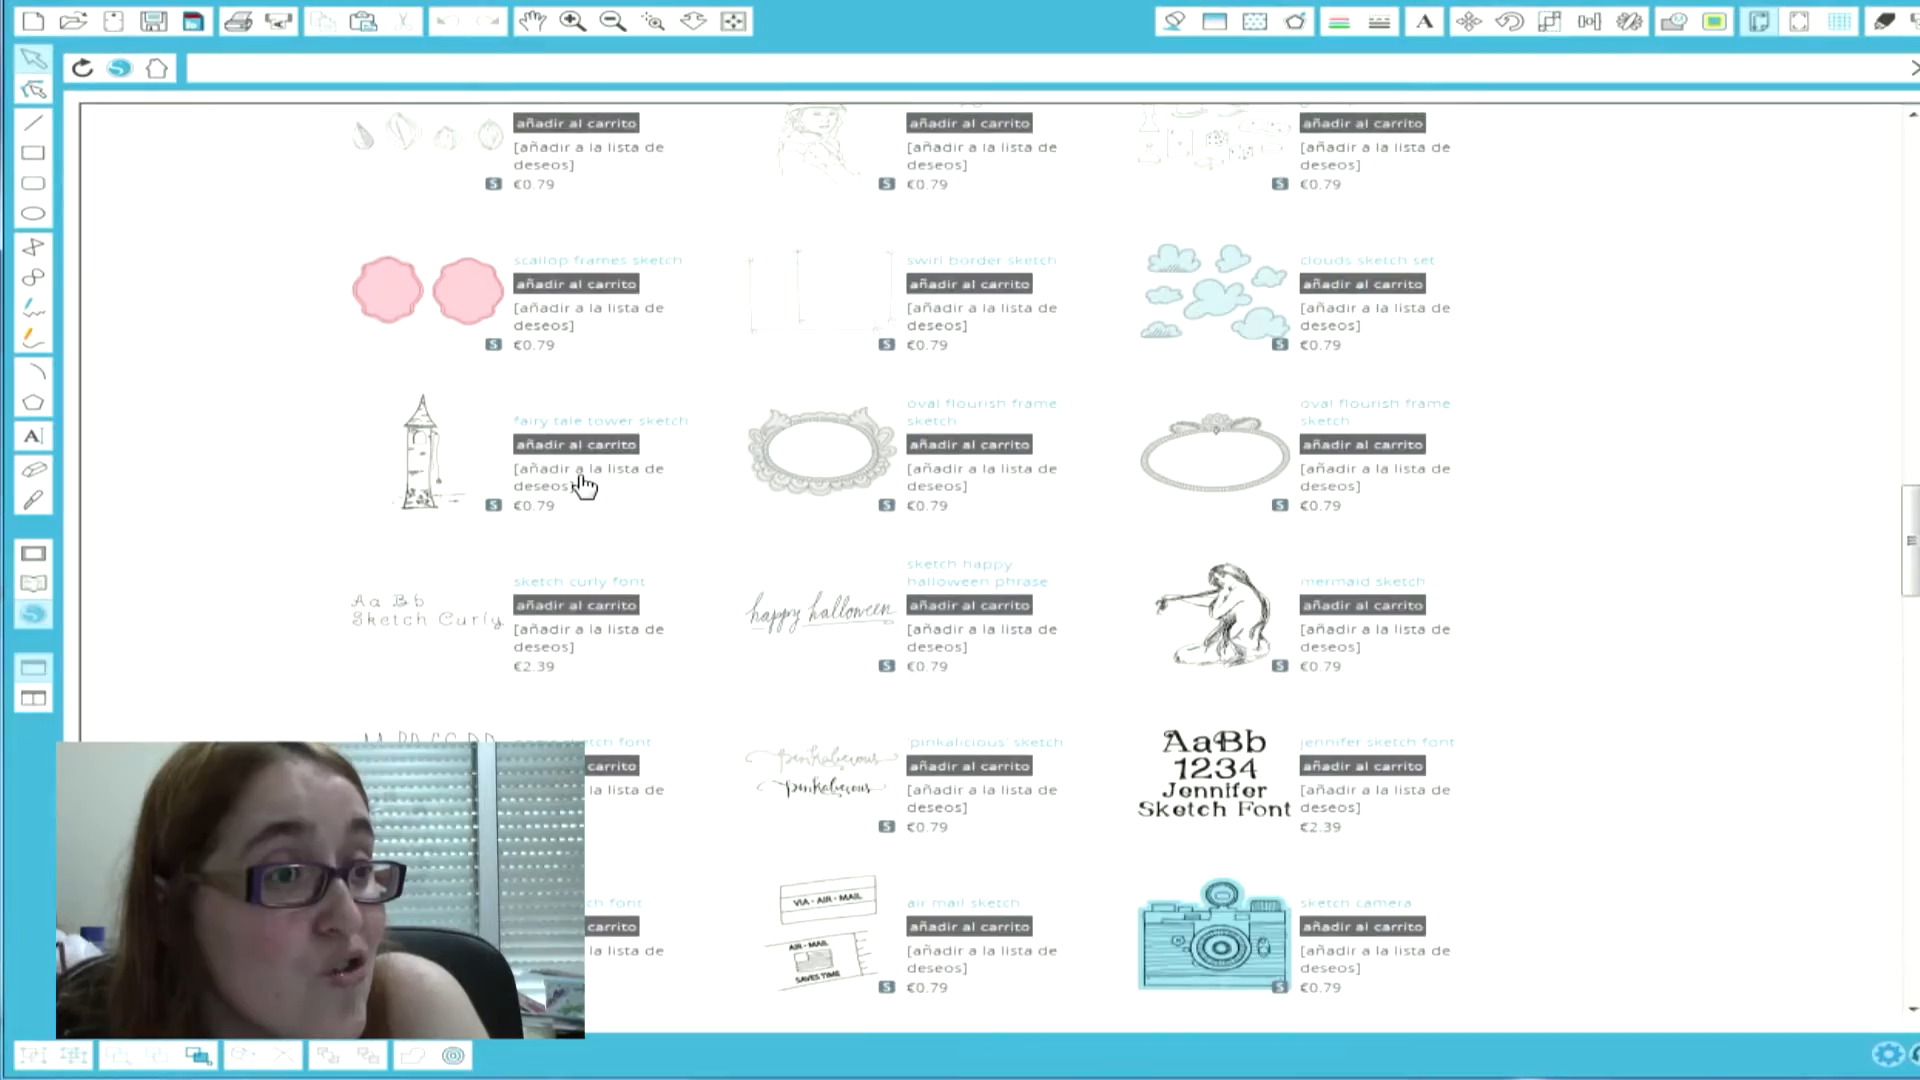 añadir al carrito
[añadir a la lista de
deseos]
S €0.79
añadir al carrito
[añadir a la lista de
deseos]
S €0.79
añadir al carrito
[añadir a la lista de
deseos]
S €0.79
scallop frames sketch
añadir al carrito
[añadir a la lista de
deseos]
S €0.79
swirl border sketch
añadir al carrito
[añadir a la lista de
deseos]
S €0.79
clouds sketch set
añadir al carrito
[añadir a la lista de
deseos]
S €0.79
fairy tale tower sketch
añadir al carrito
[añadir a la lista de
deseos]
S €0.79
oval flourish frame
sketch
añadir al carrito
[añadir a la lista de
deseos]
S €0.79
oval flourish frame
sketch
añadir al carrito
[añadir a la lista de
deseos]
S €0.79
Aa Bb
Sketch Curly
sketch curly font
añadir al carrito
[añadir a la lista de
deseos]
€2.39
happy halloween
sketch happy
halloween phrase
añadir al carrito
[añadir a la lista de
deseos]
S €0.79
mermaid sketch
añadir al carrito
[añadir a la lista de
deseos]
S €0.79
font
carrito
la lista de
pinkalicious
pinkalicious
'pinkalicious' sketch
añadir al carrito
[añadir a la lista de
deseos]
S €0.79
AaBb
1234
Jennifer
Sketch Font
jennifer sketch font
añadir al carrito
[añadir a la lista de
deseos]
€2.39
font
carrito
la lista de
VIA - AIR - MAIL
AIR - MAIL
SAVES TIME
air mail sketch
añadir al carrito
[añadir a la lista de
deseos]
S €0.79
sketch camera
añadir al carrito
[añadir a la lista de
deseos]
S €0.79
A
A